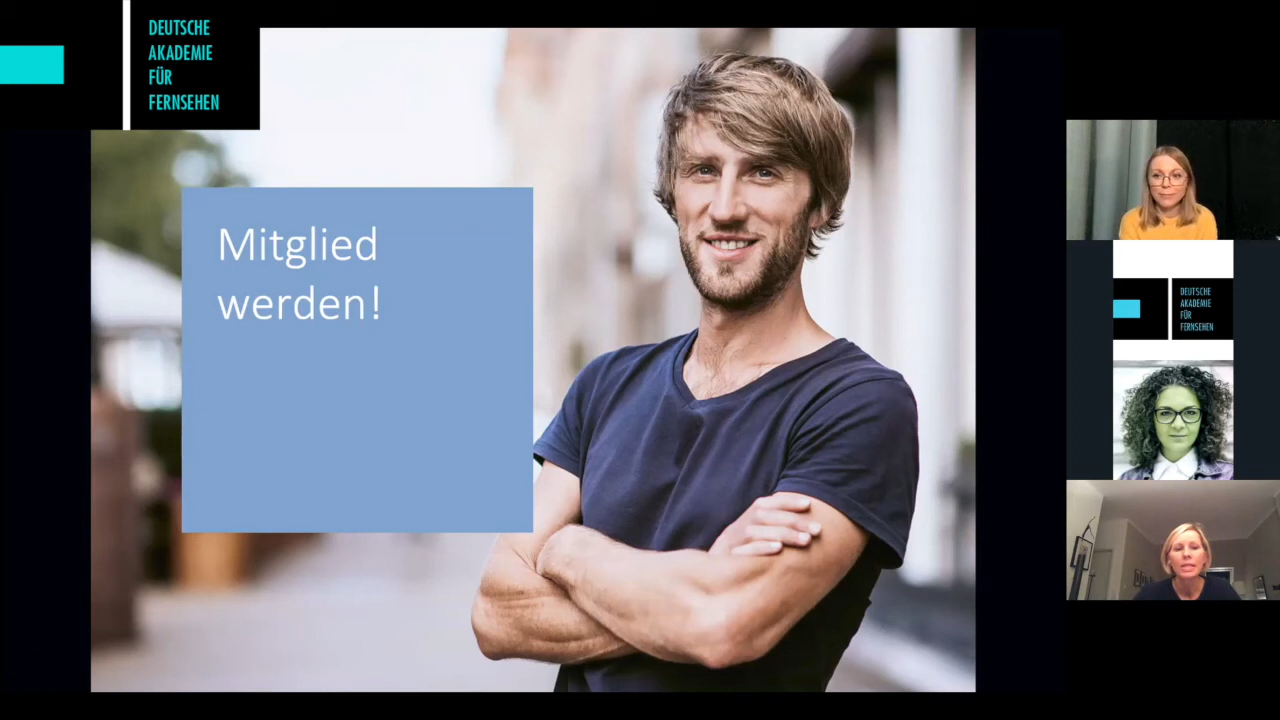 DEUTSCHE
AKADEMIE
FÜR
FERNSEHEN
Mitglied
werden!
DEUTSCHE
AKADEMIE
FÜR
FERNSEHEN